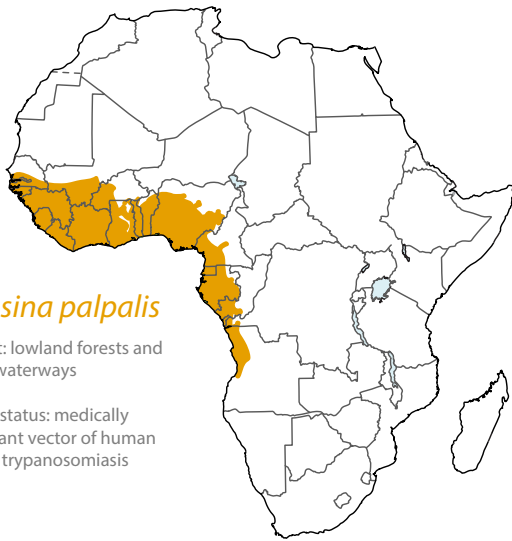 sina palpalis
t: lowland forests and
waterways
status: medically
ant vector of human
trypanosomiasis